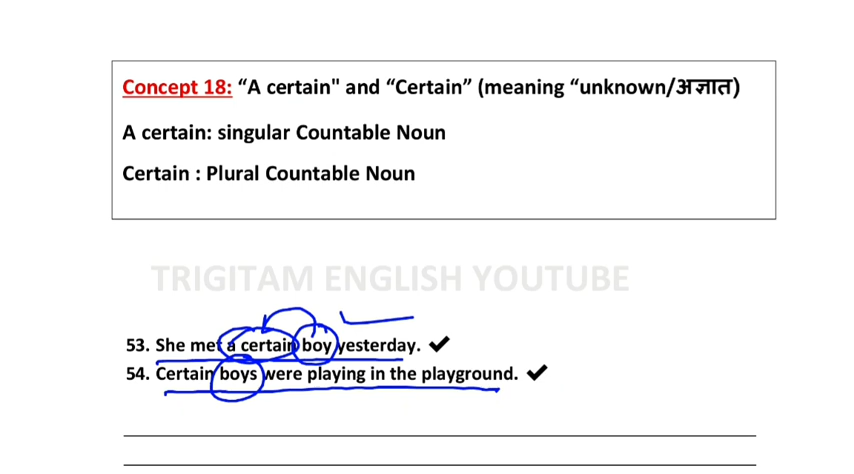 Concept 18: “A certain" and “Certain” (meaning “unknown/अज्ञात)
A certain: singular Countable Noun
Certain : Plural Countable Noun
TRIGITAM ENGLISH YOUTUBE
53. She met a certain boy yesterday. ✔
54. Certain boys were playing in the playground. ✔